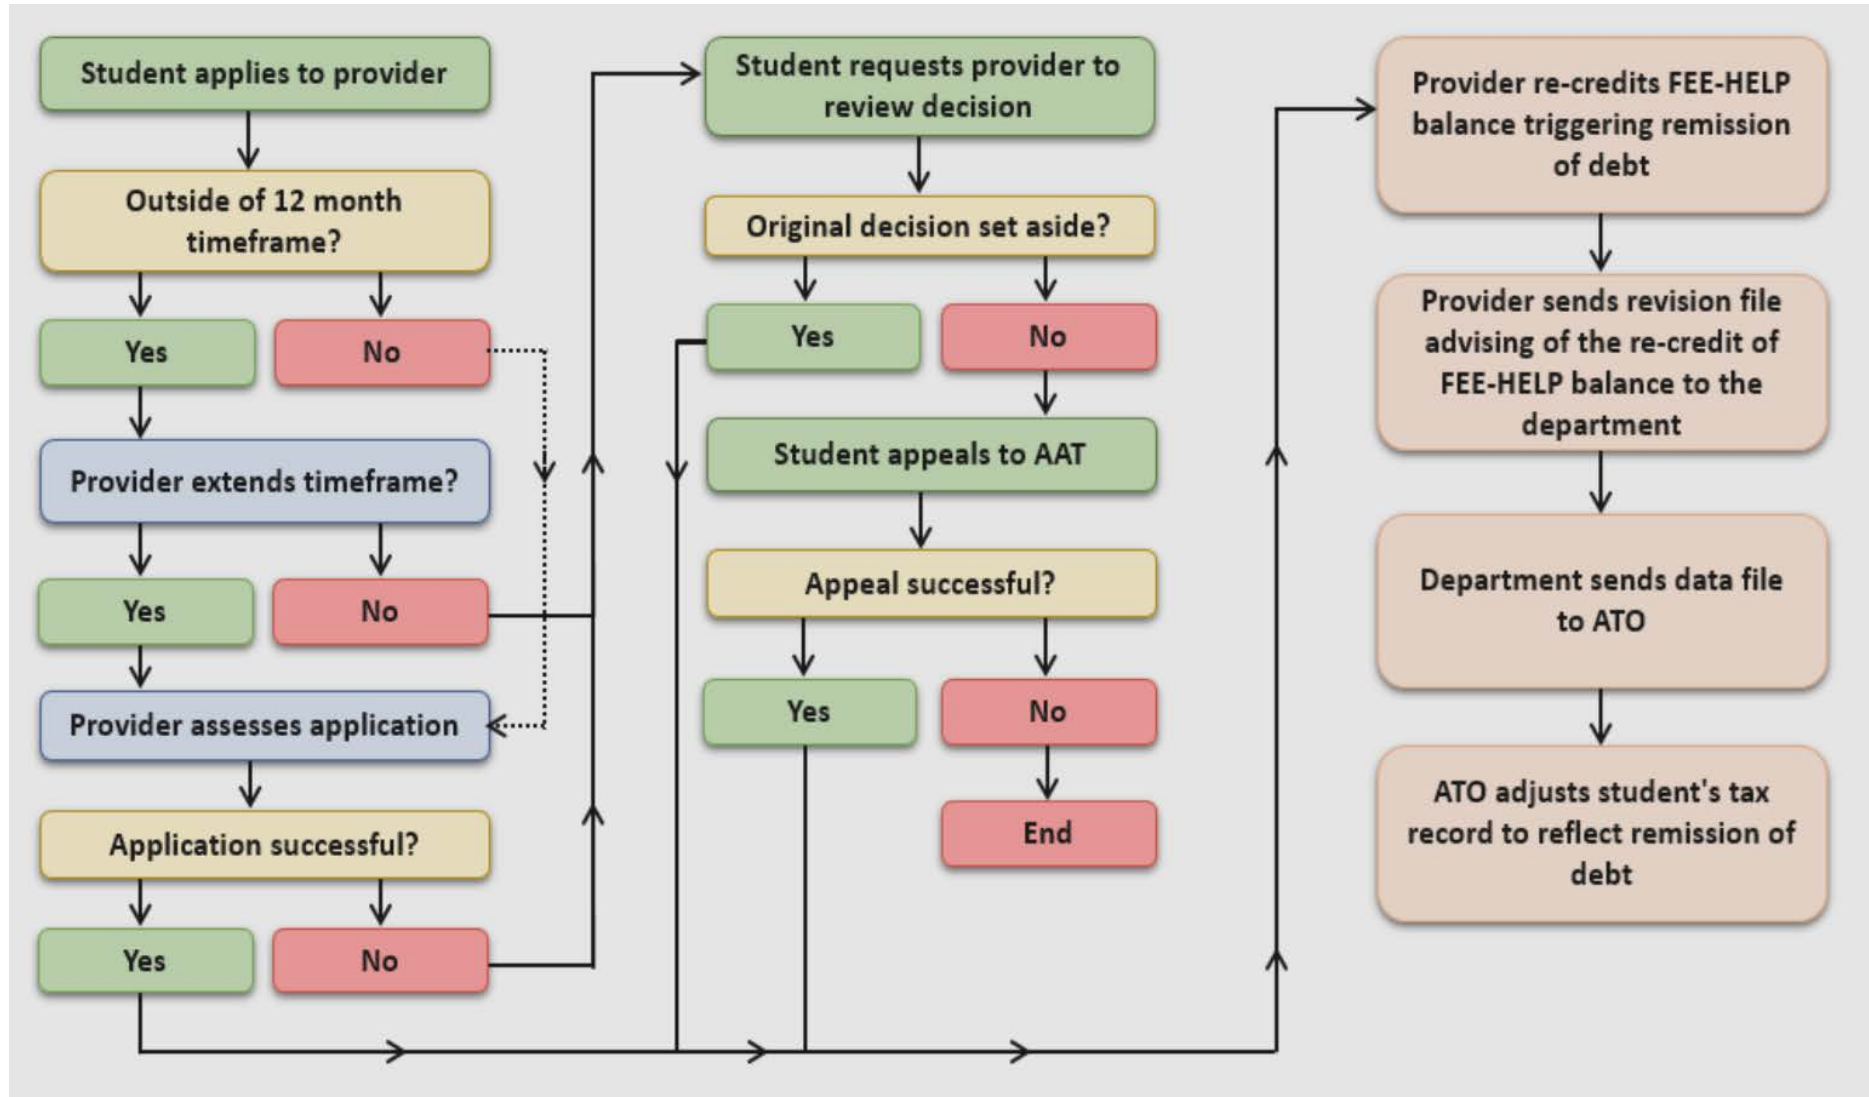 Student applies to provider
Outside of 12 month
timeframe?
Yes
No
Provider extends timeframe?
Yes
No
Provider assesses application
Application successful?
Yes
No
Student requests provider to
review decision
Original decision set aside?
Yes
No
Student appeals to AAT
Appeal successful?
Yes
No
End
Provider re-credits FEE-HELP
balance triggering remission
of debt
Provider sends revision file
advising of the re-credit of
FEE-HELP balance to the
department
Department sends data file
to ATO
ATO adjusts student's tax
record to reflect remission of
debt